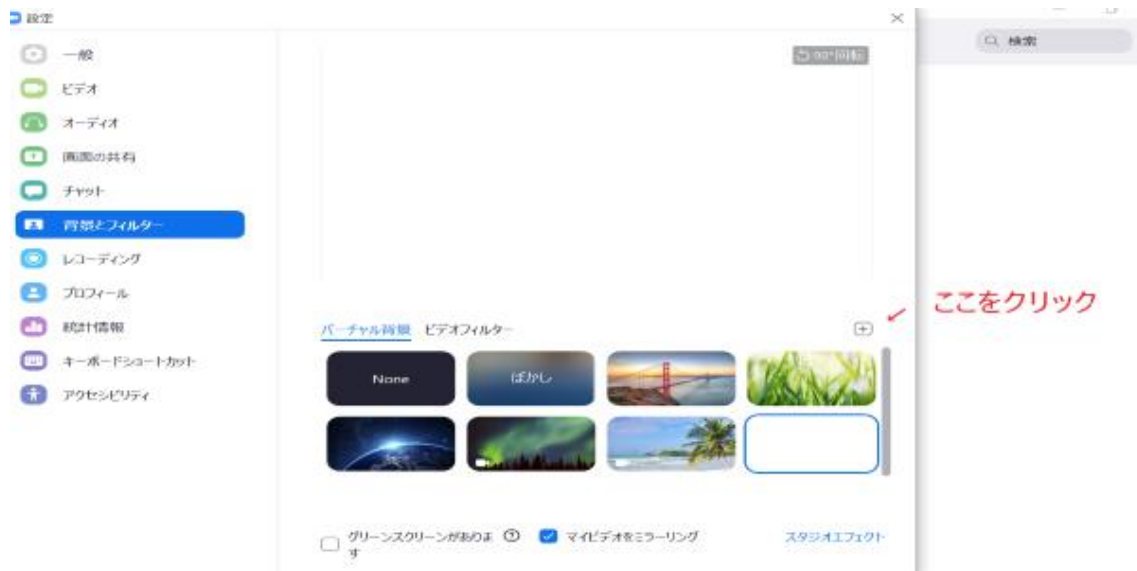 設定
検索
一般
ビデオ
オーディオ
画面の共有
チャット
背景とフィルター
レコーディング
プロフィール
統計情報
キーボードショートカット
アクセシビリティ
90°回転
ここをクリック
バーチャル背景 ビデオフィルター
None
ぼかし
グリーンスクリーンがありま
す
マイビデオをミラーリング
スタジオエフェクト